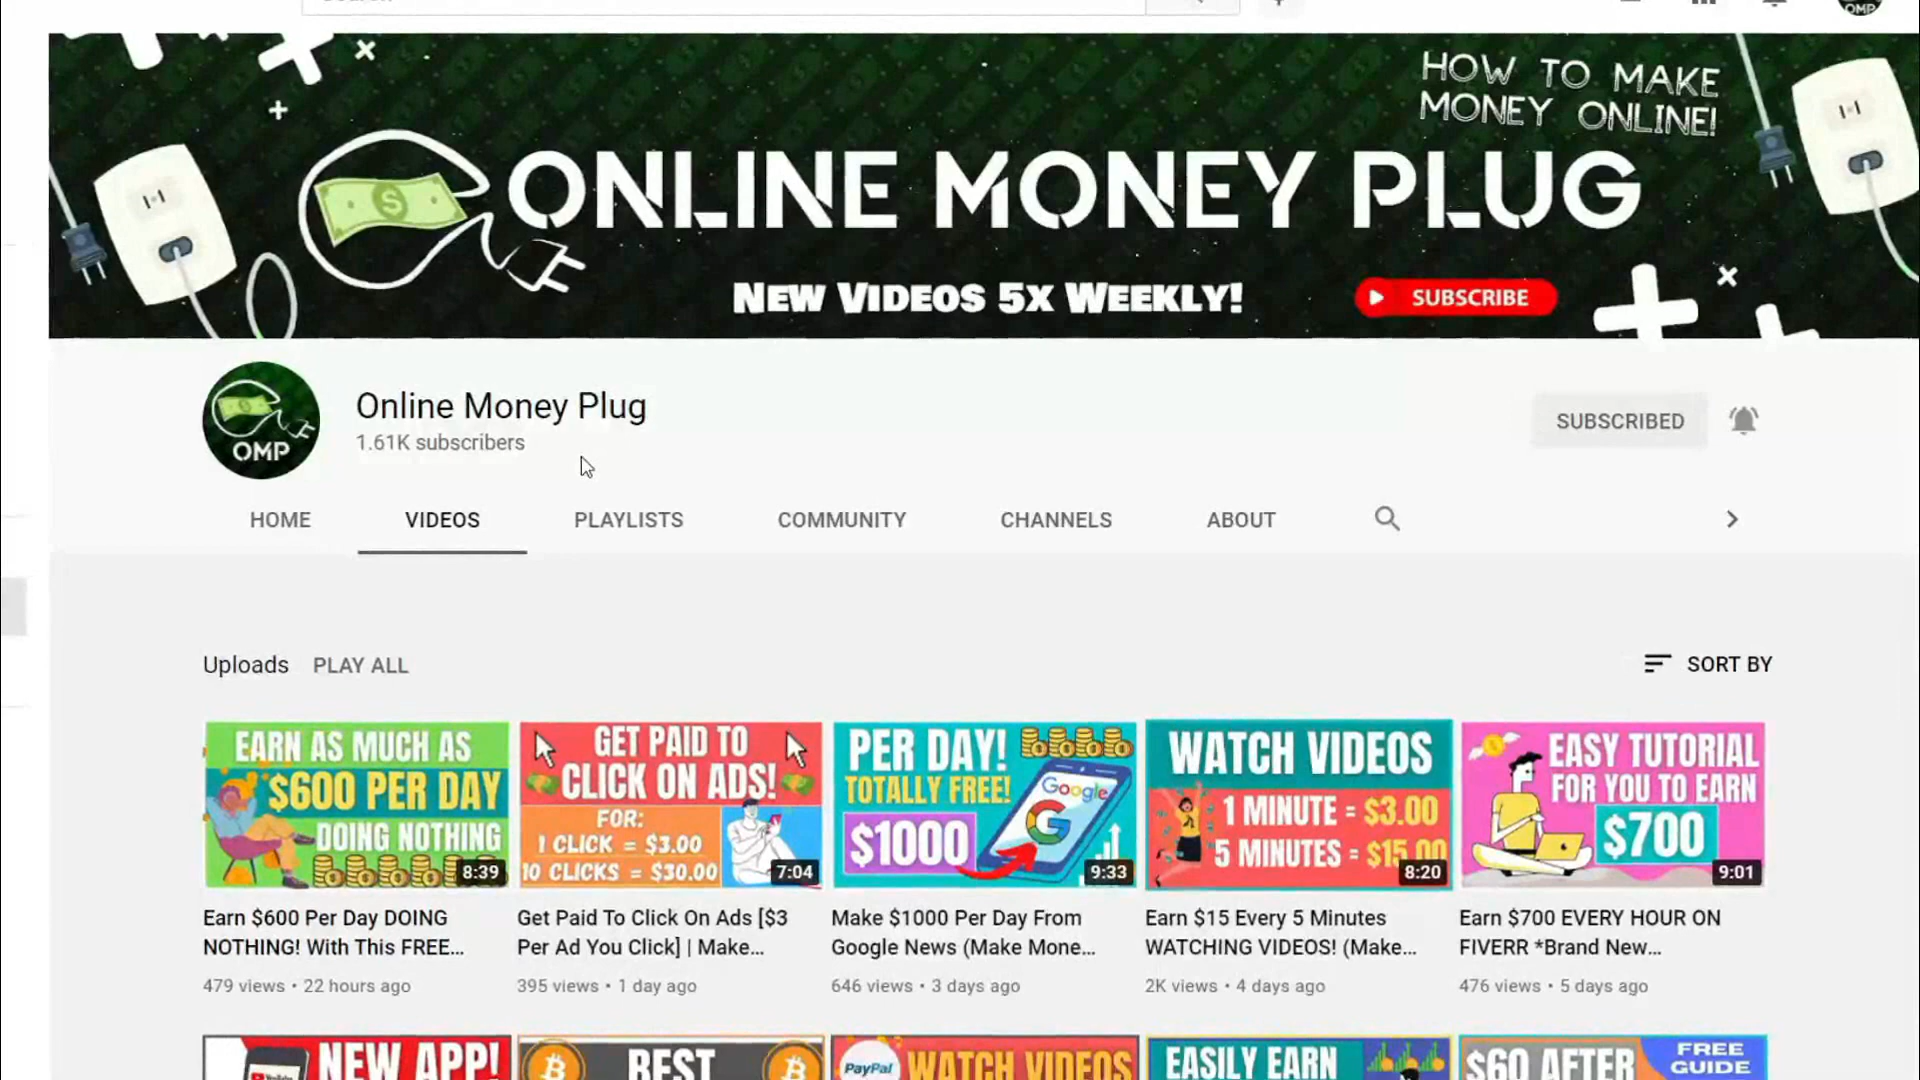 OMP
HOW TO MAKE
MONEY ONLINE!
ONLINE MONEY PLUG
NEW VIDEOS 5X WEEKLY!
SUBSCRIBE
OMP
Online Money Plug
1.61K subscribers
SUBSCRIBED
HOME
VIDEOS
PLAYLISTS
COMMUNITY
CHANNELS
ABOUT
Uploads
PLAY ALL
SORT BY
EARN AS MUCH AS
$600 PER DAY
DOING NOTHING
8:39
GET PAID TO
CLICK ON ADS!
FOR:
1 CLICK = $3.00
10 CLICKS = $30.00
7:04
PER DAY!
TOTALLY FREE!
$1000
Google
G
9:33
WATCH VIDEOS
1 MINUTE = $3.00
5 MINUTES = $15.00
8:20
EASY TUTORIAL
FOR YOU TO EARN
$700
9:01
Earn $600 Per Day DOING
NOTHING! With This FREE...
479 views • 22 hours ago
Get Paid To Click On Ads [$3
Per Ad You Click] | Make...
395 views • 1 day ago
Make $1000 Per Day From
Google News (Make Mone...
646 views • 3 days ago
Earn $15 Every 5 Minutes
WATCHING VIDEOS! (Make...
2K views • 4 days ago
Earn $700 EVERY HOUR ON
FIVERR *Brand New...
476 views • 5 days ago
NEW APP!
BEST
PayPal
WATCH VIDEOS
EASILY EARN
$60 AFTER
FREE
GUIDE